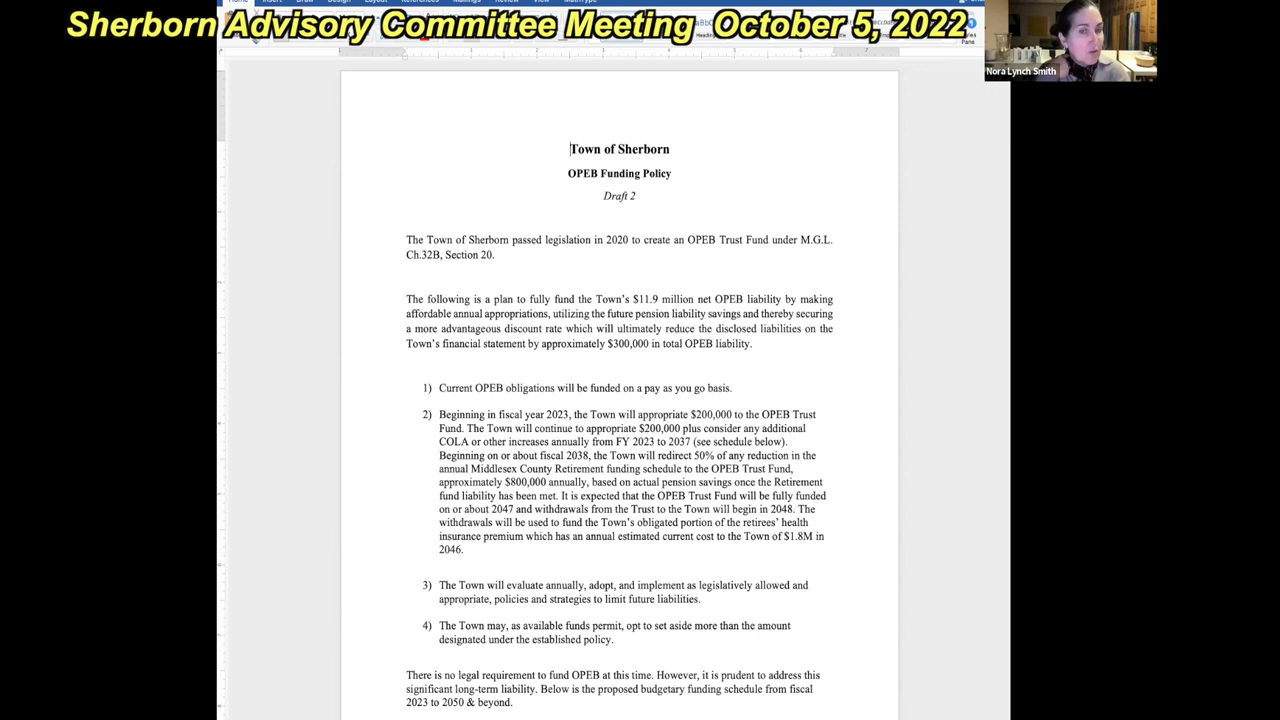 Sherborn Advisory Committee Meeting October 5, 2022
Nora Lynch Smith
Pane
Town of Sherborn
OPEB Funding Policy
Draft 2
The Town of Sherborn passed legislation in 2020 to create an OPEB Trust Fund under M.G.L.
Ch.32B, Section 20.
The following is a plan to fully fund the Town's $11.9 million net OPEB liability by making
affordable annual appropriations, utilizing the future pension liability savings and thereby securing
a more advantageous discount rate which will ultimately reduce the disclosed liabilities on the
Town's financial statement by approximately $300,000 in total OPEB liability.
1) Current OPEB obligations will be funded on a pay as you go basis.
2) Beginning in fiscal year 2023, the Town will appropriate $200,000 to the OPEB Trust
Fund. The Town will continue to appropriate $200,000 plus consider any additional
COLA or other increases annually from FY 2023 to 2037 (see schedule below).
Beginning on or about fiscal 2038, the Town will redirect 50% of any reduction in the
annual Middlesex County Retirement funding schedule to the OPEB Trust Fund,
approximately $800,000 annually, based on actual pension savings once the Retirement
fund liability has been met. It is expected that the OPEB Trust Fund will be fully funded
on or about 2047 and withdrawals from the Trust to the Town will begin in 2048. The
withdrawals will be used to fund the Town's obligated portion of the retirees' health
insurance premium which has an annual estimated current cost to the Town of $1.8M in
2046.
3) The Town will evaluate annually, adopt, and implement as legislatively allowed and
appropriate, policies and strategies to limit future liabilities.
4) The Town may, as available funds permit, opt to set aside more than the amount
designated under the established policy.
There is no legal requirement to fund OPEB at this time. However, it is prudent to address this
significant long-term liability. Below is the proposed budgetary funding schedule from fiscal
2023 to 2050 & beyond.